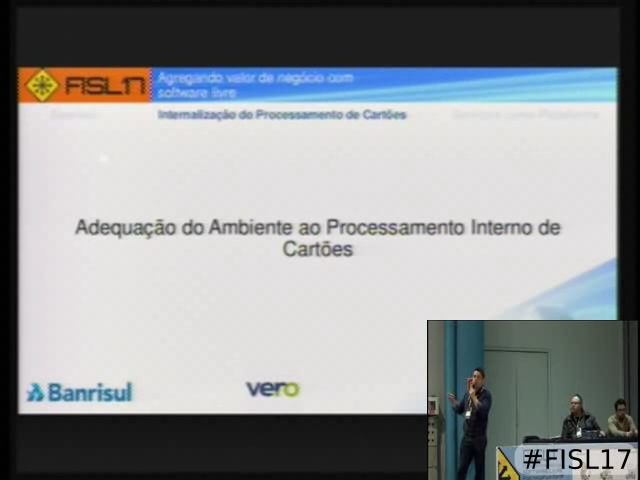 FISL17
Agregando valor de negócio com
software livre
Internalização do Processamento de Cartões
Adequação do Ambiente ao Processamento Interno de
Cartões
Banrisul
vero
#FISL17